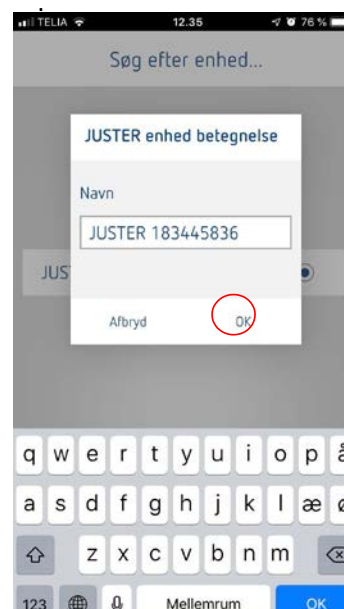 TELIA 12.35 76 %
Søg efter enhed...
JUSTER enhed betegnelse
Navn
JUSTER 183445836
JUS
Afbryd OK
q w e r t y u i o p å
a s d f g h j k l æ ø
z x c v b n m
123 Mellemrum OK